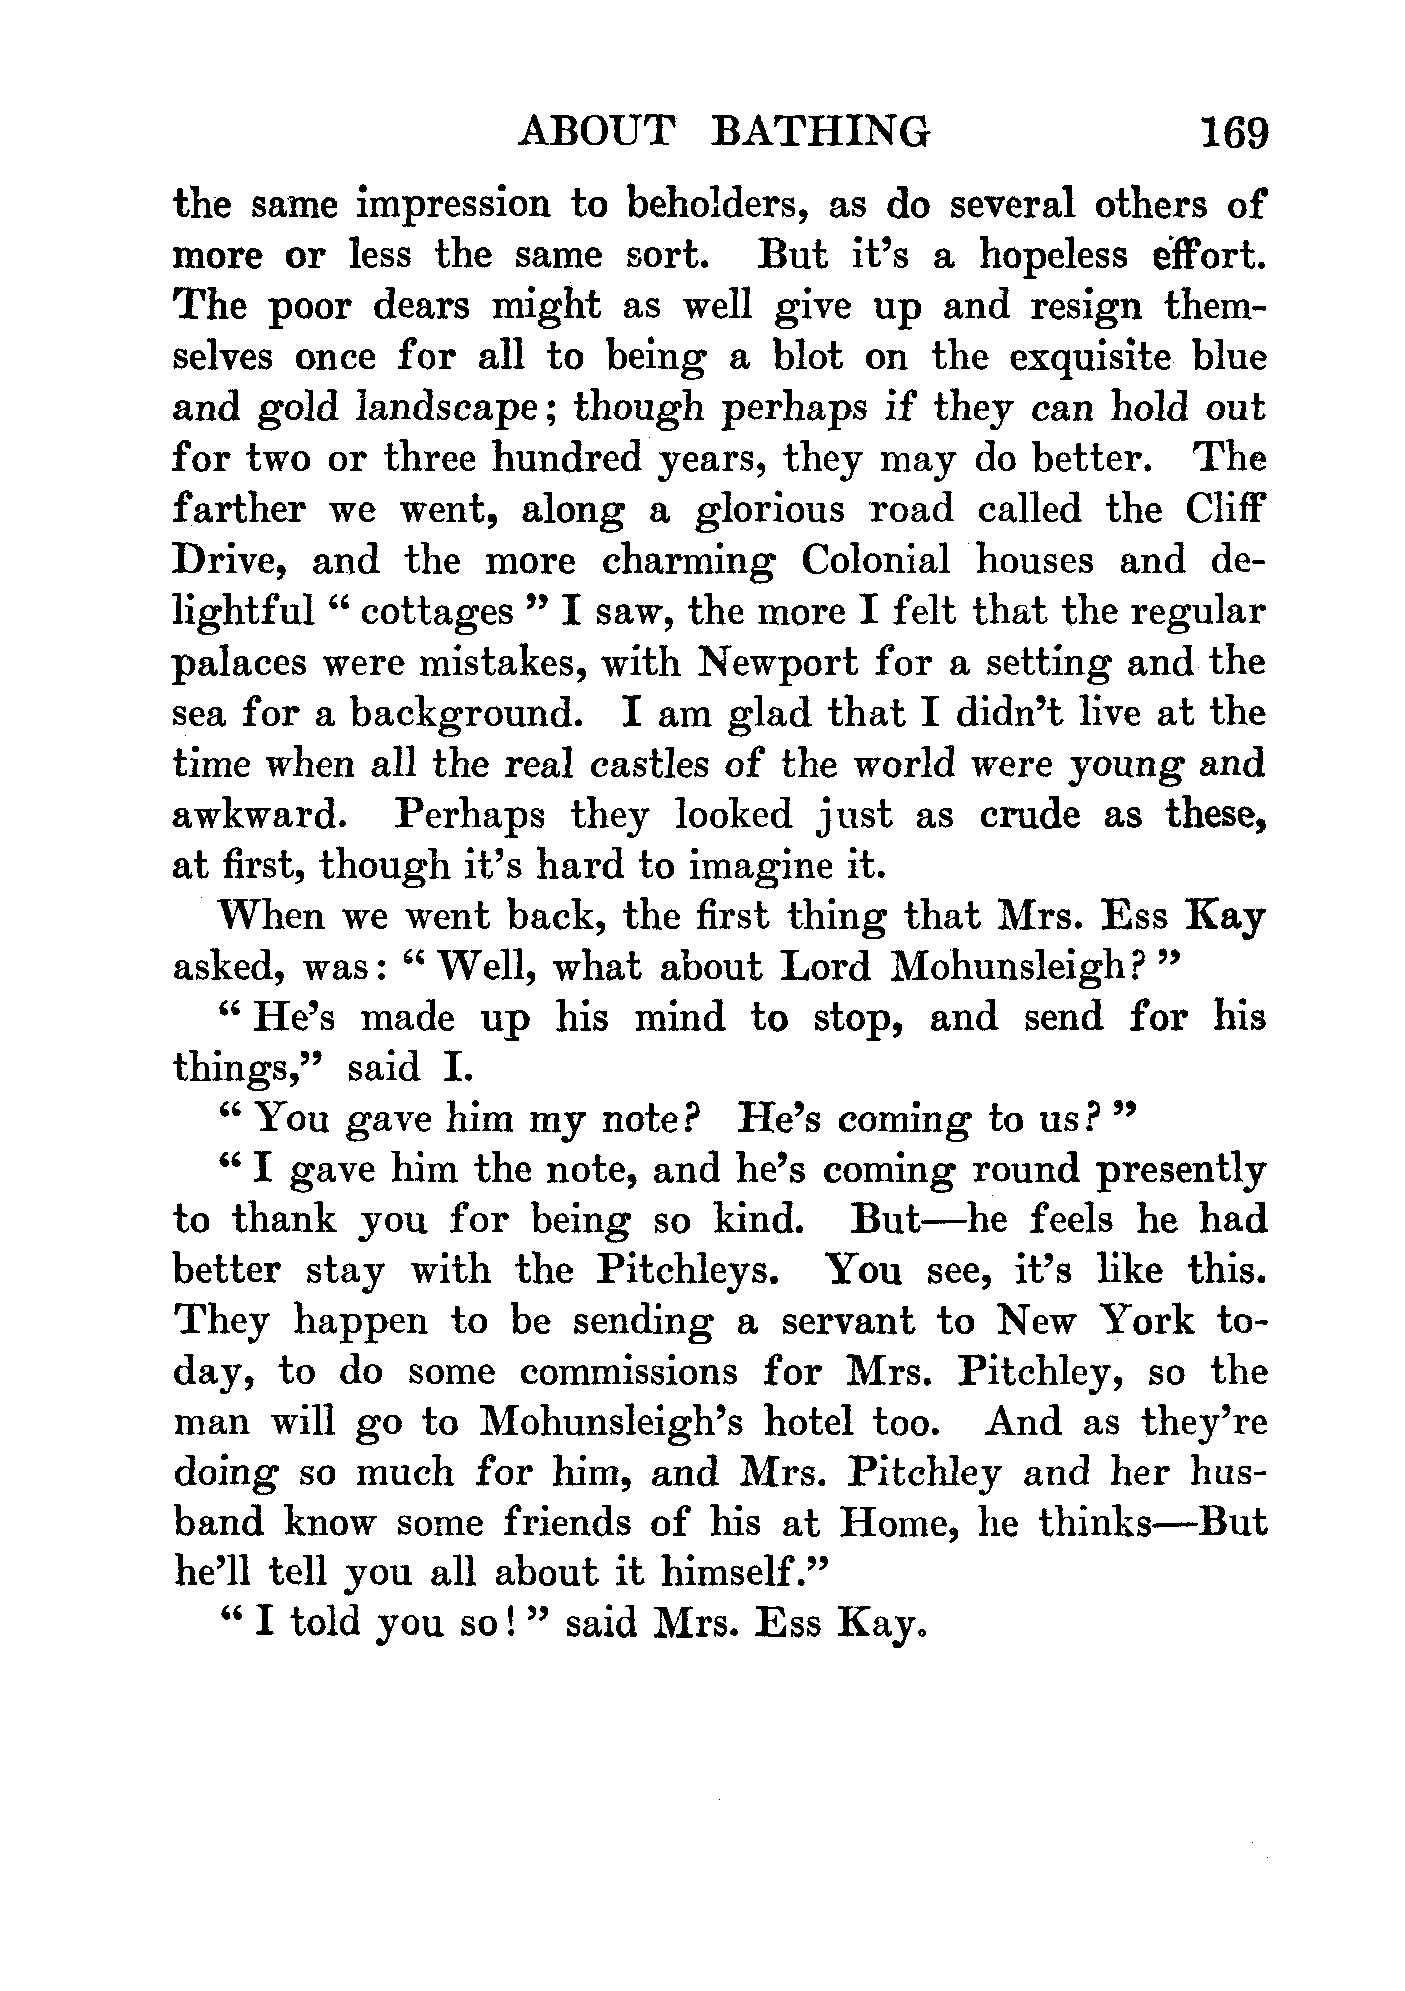 ABOUT BATHING 169
the same impression to beholders, as do several others of
more or less the same sort. But it's a hopeless effort.
The poor dears might as well give up and resign them-
selves once for all to being a blot on the exquisite blue
and gold landscape; though perhaps if they can hold out
for two or three hundred years, they may do better. The
farther we went, along a glorious road called the Cliff
Drive, and the more charming Colonial houses and de-
lightful “ cottages ” I saw, the more I felt that the regular
palaces were mistakes, with Newport for a setting and the
sea for a background. I am glad that I didn't live at the
time when all the real castles of the world were young and
awkward. Perhaps they looked just as crude as these,
at first, though it's hard to imagine it.
When we went back, the first thing that Mrs. Ess Kay
asked, was: “ Well, what about Lord Mohunsleigh? ”
“ He's made up his mind to stop, and send for his
things,” said I.
“ You gave him my note? He's coming to us? ”
“ I gave him the note, and he's coming round presently
to thank you for being so kind. But—he feels he had
better stay with the Pitchleys. You see, it's like this.
They happen to be sending a servant to New York to-
day, to do some commissions for Mrs. Pitchley, so the
man will go to Mohunsleigh's hotel too. And as they're
doing so much for him, and Mrs. Pitchley and her hus-
band know some friends of his at Home, he thinks—But
he'll tell you all about it himself.”
“ I told you so! ” said Mrs. Ess Kay.